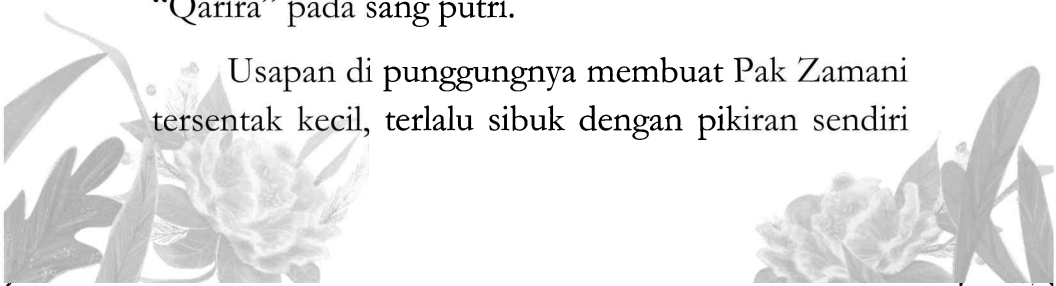 “Qarira” pada sang putri.
Usapan di punggungnya membuat Pak Zamani
tersentak kecil, terlalu sibuk dengan pikiran sendiri